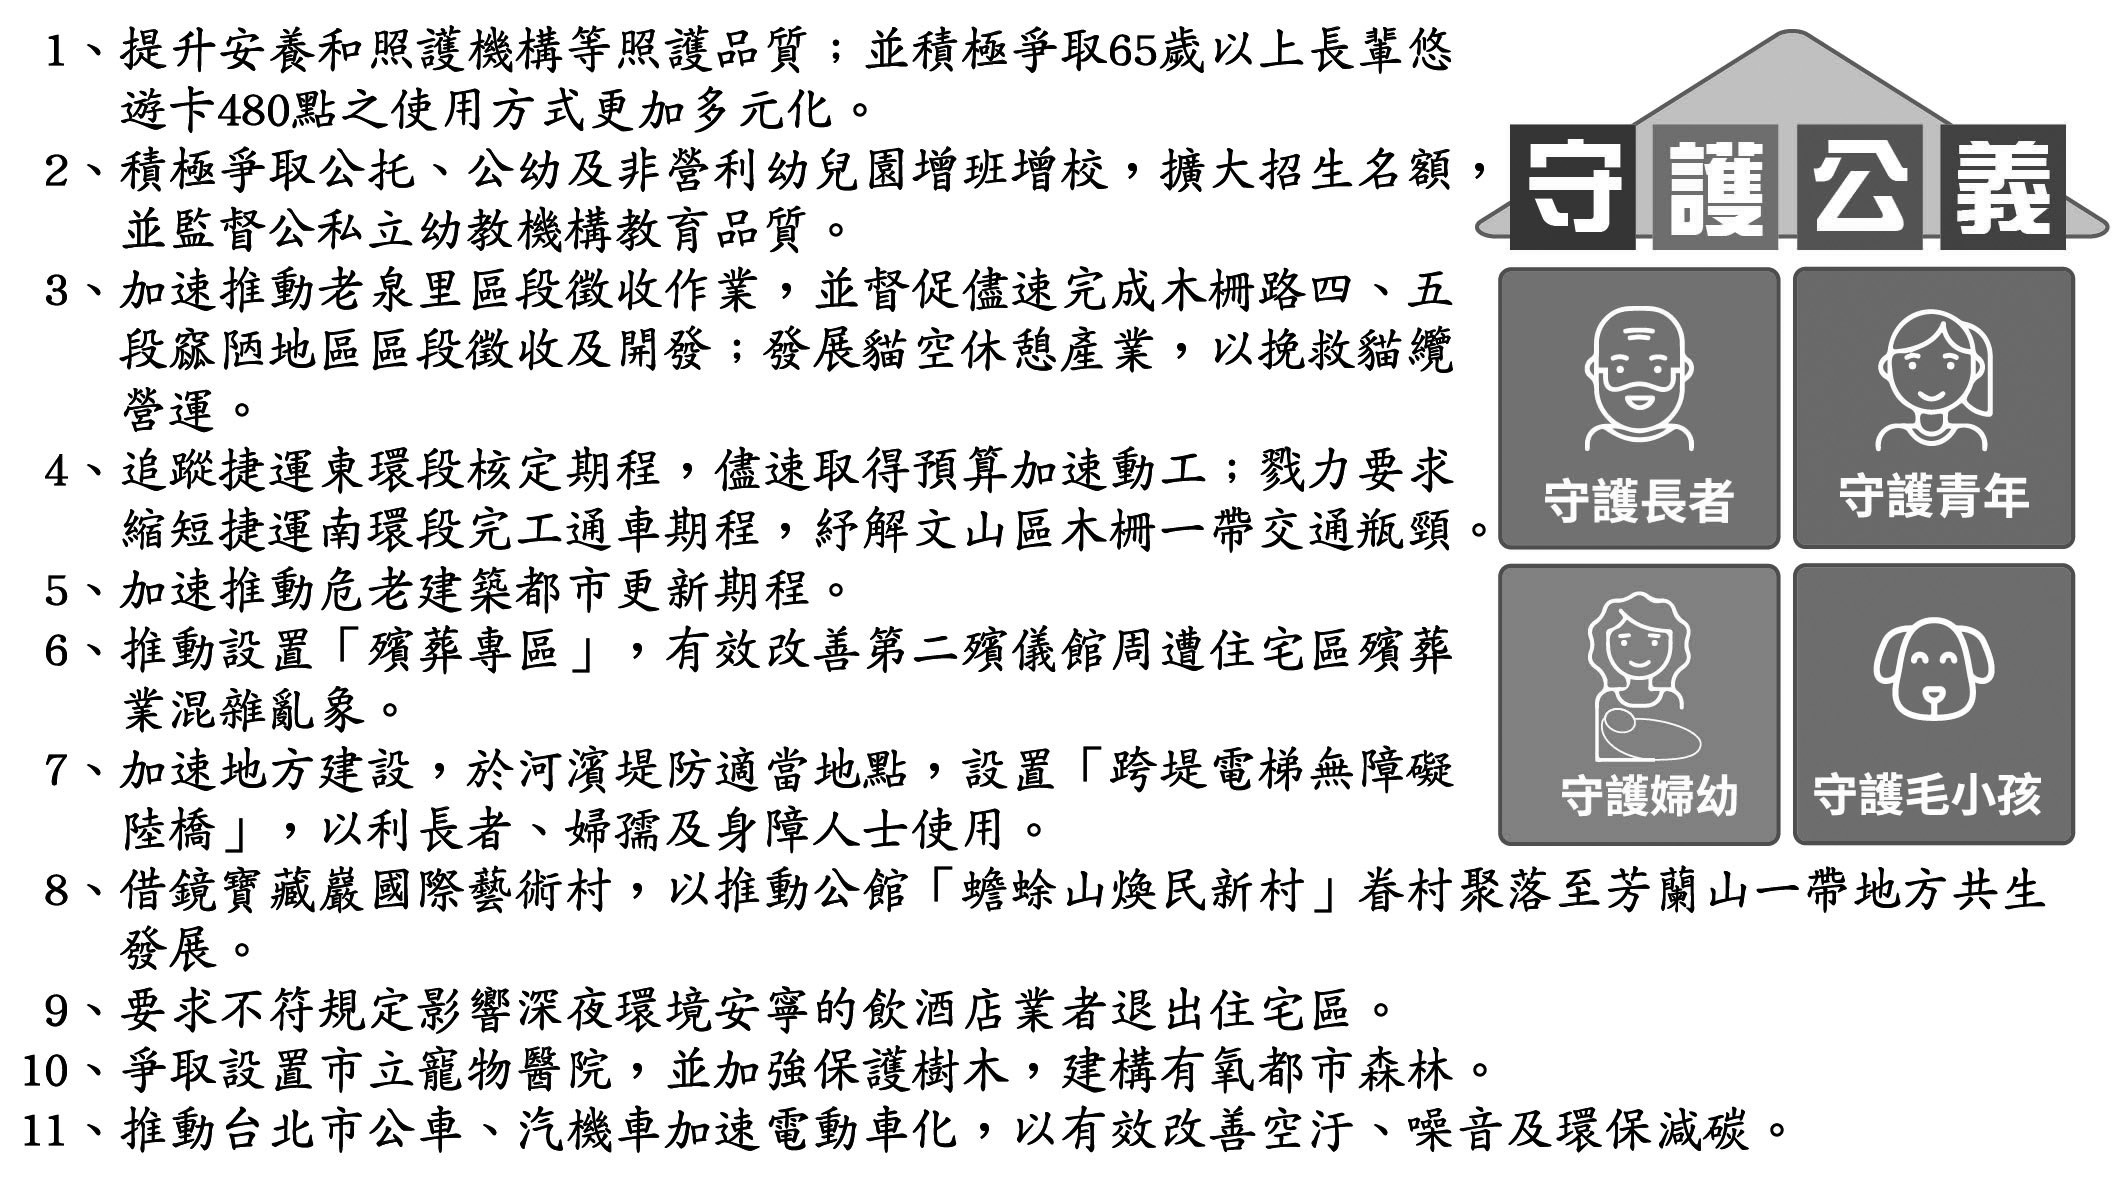 1、提升安養和照護機構等照護品質；並積極爭取65歲以上長輩悠
遊卡480點之使用方式更加多元化。
2、積極爭取公托、公幼及非營利幼兒園增班增校，擴大招生名額，
並監督公私立幼教機構教育品質。
3、加速推動老泉里區段徵收作業，並督促儘速完成木柵路四、五
段窳陋地區區段徵收及開發；發展貓空休憩產業，以挽救貓纜
營運。
4、追蹤捷運東環段核定期程，儘速取得預算加速動工；戮力要求
縮短捷運南環段完工通車期程，紓解文山區木柵一帶交通瓶頸。
5、加速推動危老建築都市更新期程。
6、推動設置「殯葬專區」，有效改善第二殯儀館周遭住宅區殯葬
業混雜亂象。
7、加速地方建設，於河濱堤防適當地點，設置「跨堤電梯無障礙
陸橋」，以利長者、婦孺及身障人士使用。
8、借鏡寶藏巖國際藝術村，以推動公館「蟾蜍山煥民新村」眷村聚落至芳蘭山一帶地方共生
發展。
9、要求不符規定影響深夜環境安寧的飲酒店業者退出住宅區。
10、爭取設置市立寵物醫院，並加強保護樹木，建構有氧都市森林。
11、推動台北市公車、汽機車加速電動車化，以有效改善空汙、噪音及環保減碳。
守護公義
守護長者
守護青年
守護婦幼
守護毛小孩